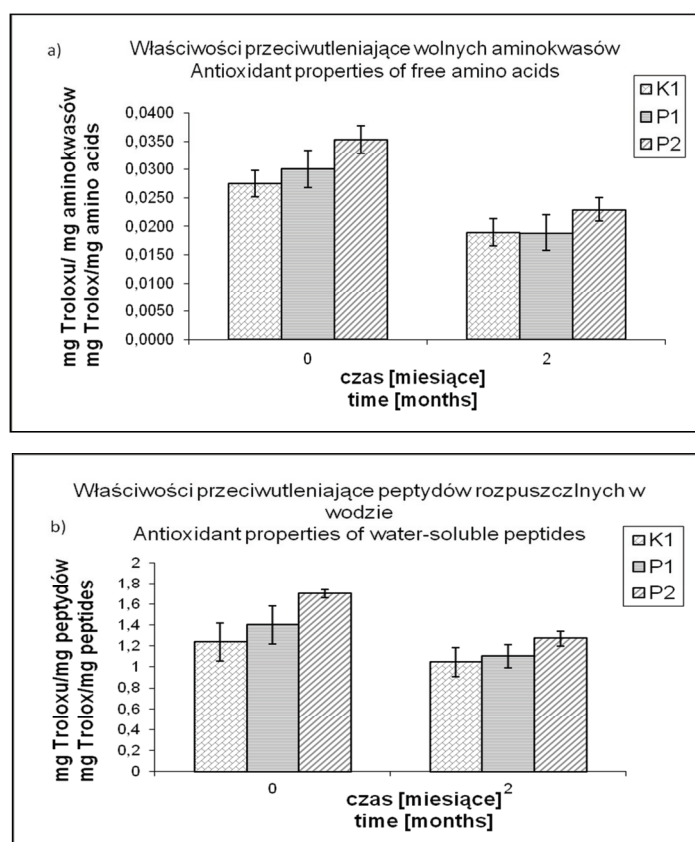 a)
Właściwości przeciwutleniające wolnych aminokwasów
Antioxidant properties of free amino acids
mg Troloxu/ mg aminokwasów
mg Trolox/mg amino acids
0,0400
0,0350
0,0300
0,0250
0,0200
0,0150
0,0100
0,0050
0,0000
K1
P1
P2
0
2
czas [miesiące]
time [months]
b)
Właściwości przeciwutleniające peptydów rozpuszczlnych w
wodzie
Antioxidant properties of water-soluble peptides
mg Troloxu/mg peptydów
mg Trolox/mg peptides
2
1,8
1,6
1,4
1,2
1
0,8
0,6
0,4
0,2
0
K1
P1
P2
0
2
czas [miesiące]
time [months]